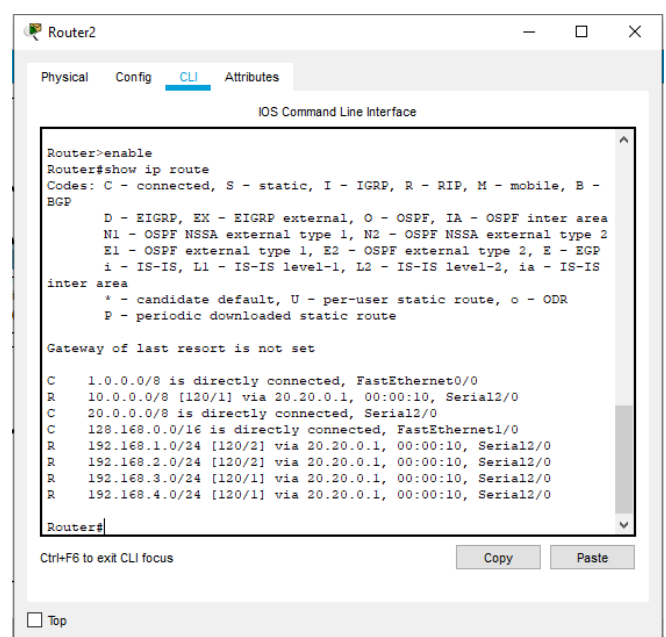 Router2
Physical Config CLI Attributes
IOS Command Line Interface
Router>enable
Router#show ip route
Codes: C - connected, S - static, I - IGRP, R - RIP, M - mobile, B -
BGP
D - EIGRP, EX - EIGRP external, O - OSPF, IA - OSPF inter area
N1 - OSPF NSSA external type 1, N2 - OSPF NSSA external type 2
E1 - OSPF external type 1, E2 - OSPF external type 2, E - EGP
i - IS-IS, L1 - IS-IS level-1, L2 - IS-IS level-2, ia - IS-IS
inter area
* - candidate default, U - per-user static route, o - ODR
P - periodic downloaded static route
Gateway of last resort is not set
C 1.0.0.0/8 is directly connected, FastEthernet0/0
R 10.0.0.0/8 [120/1] via 20.20.0.1, 00:00:10, Serial2/0
C 20.0.0.0/8 is directly connected, Serial2/0
C 128.168.0.0/16 is directly connected, FastEthernet1/0
R 192.168.1.0/24 [120/2] via 20.20.0.1, 00:00:10, Serial2/0
R 192.168.2.0/24 [120/2] via 20.20.0.1, 00:00:10, Serial2/0
R 192.168.3.0/24 [120/1] via 20.20.0.1, 00:00:10, Serial2/0
R 192.168.4.0/24 [120/1] via 20.20.0.1, 00:00:10, Serial2/0
Router#
Ctrl+F6 to exit CLI focus
Copy Paste
Top